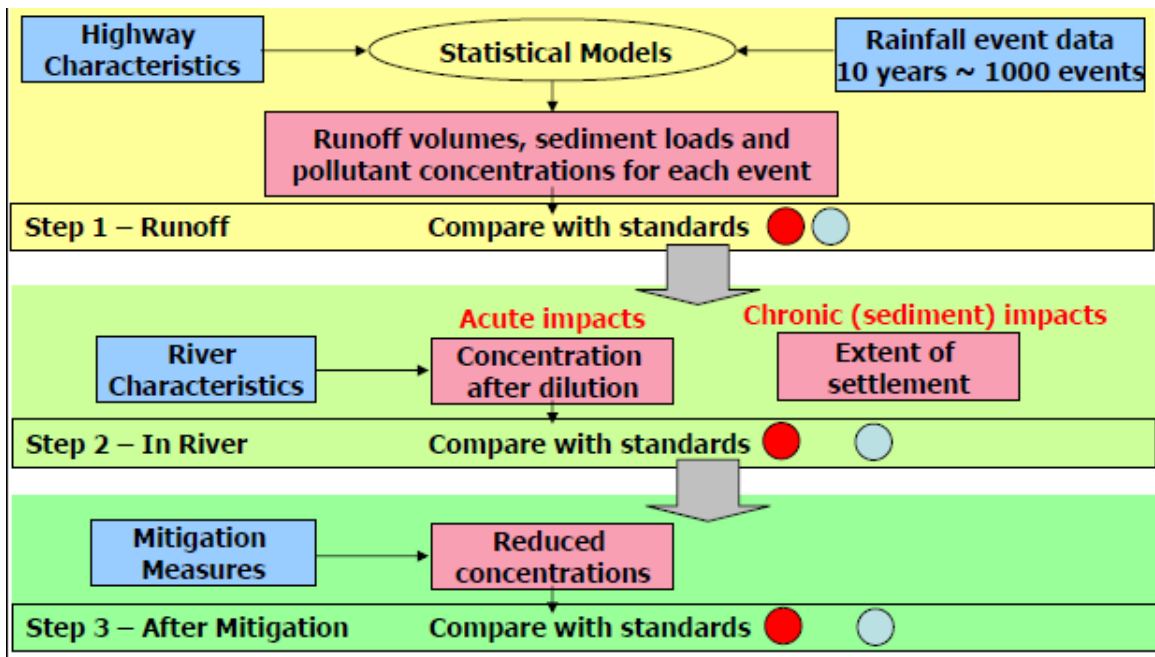 Highway
Characteristics
Statistical Models
Rainfall event data
10 years ~ 1000 events
Runoff volumes, sediment loads and
pollutant concentrations for each event
Step 1 – Runoff
Compare with standards
Acute impacts
Chronic (sediment) impacts
River
Characteristics
Concentration
after dilution
Extent of
settlement
Step 2 – In River
Compare with standards
Mitigation
Measures
Reduced
concentrations
Step 3 – After Mitigation
Compare with standards